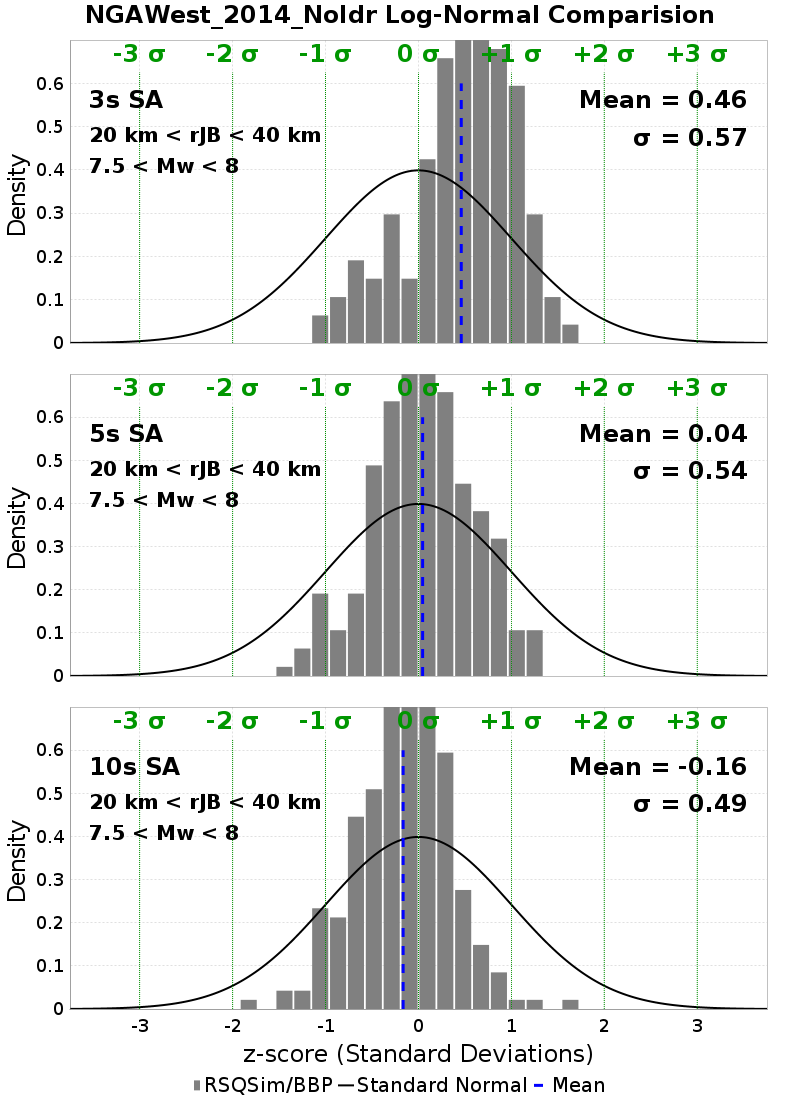 NGAWest_2014_NoIdr Log-Normal Comparision
-3 σ -2 σ -1 σ 0 σ +1 σ +2 σ +3 σ
0.6
3s SA
Mean = 0.46
0.5
20 km < rJB < 40 km
σ = 0.57
7.5 < Mw < 8
0.4
Density
0.3
0.2
0.1
0
-3 σ -2 σ -1 σ 0 σ +1 σ +2 σ +3 σ
0.6
5s SA
Mean = 0.04
0.5
20 km < rJB < 40 km
σ = 0.54
7.5 < Mw < 8
0.4
Density
0.3
0.2
0.1
0
-3 σ -2 σ -1 σ 0 σ +1 σ +2 σ +3 σ
0.6
10s SA
Mean = -0.16
0.5
20 km < rJB < 40 km
σ = 0.49
7.5 < Mw < 8
0.4
Density
0.3
0.2
0.1
0
-3 -2 -1 0 1 2 3
z-score (Standard Deviations)
RSQSim/BBP Standard Normal Mean